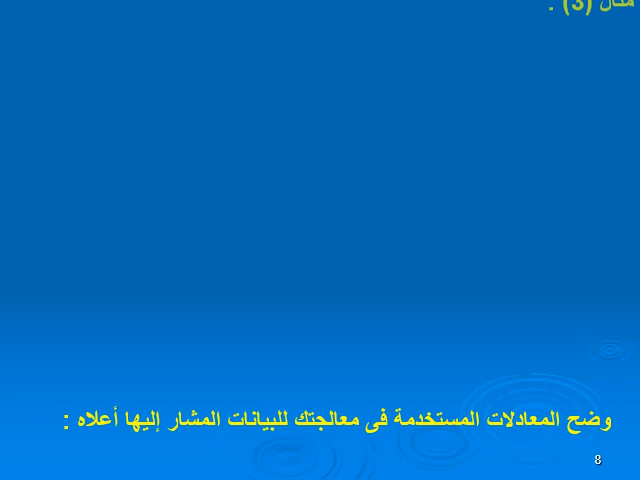 مثال (3) :
وضح المعادلات المستخدمة فى معالجتك للبيانات المشار إليها أعلاه :
8